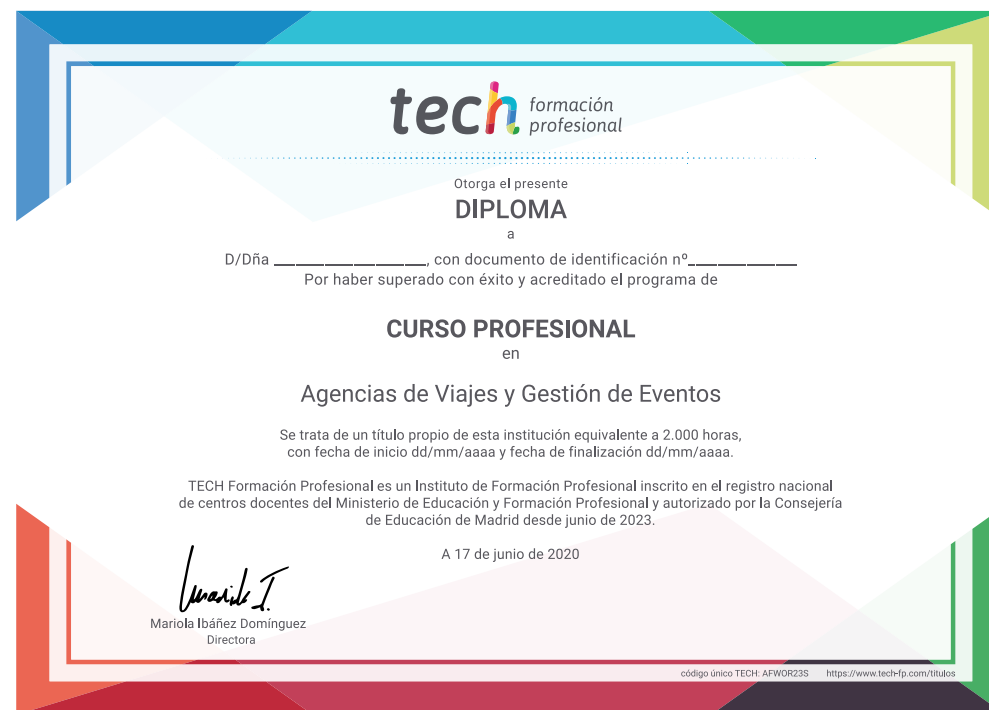 tech formación
profesional
Otorga el presente
DIPLOMA
a
D/Dña ____________, con documento de identificación nº____________
Por haber superado con éxito y acreditado el programa de
CURSO PROFESIONAL
en
Agencias de Viajes y Gestión de Eventos
Se trata de un título propio de esta institución equivalente a 2.000 horas,
con fecha de inicio dd/mm/aaaa y fecha de finalización dd/mm/aaaa.
TECH Formación Profesional es un Instituto de Formación Profesional inscrito en el registro nacional
de centros docentes del Ministerio de Educación y Formación Profesional y autorizado por la Consejería
de Educación de Madrid desde junio de 2023.
A 17 de junio de 2020
Mariola I.
Mariola Ibáñez Domínguez
Directora
código único TECH: AFWOR23S https://www.tech-fp.com/titulos